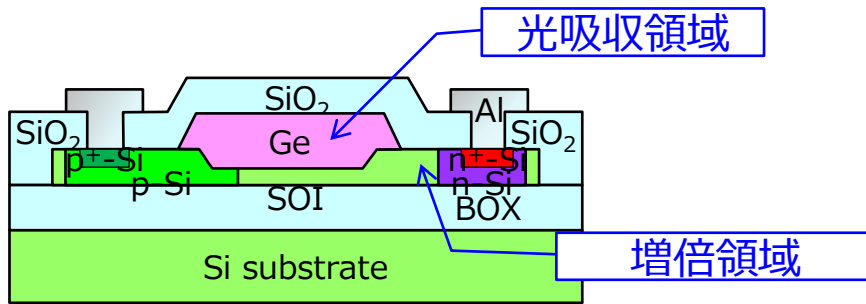 光吸収領域
SiO2
Al
SiO2
SiO2
Ge
p+-Si
n+-Si
p-Si
n-Si
SOI
BOX
増倍領域
Si substrate